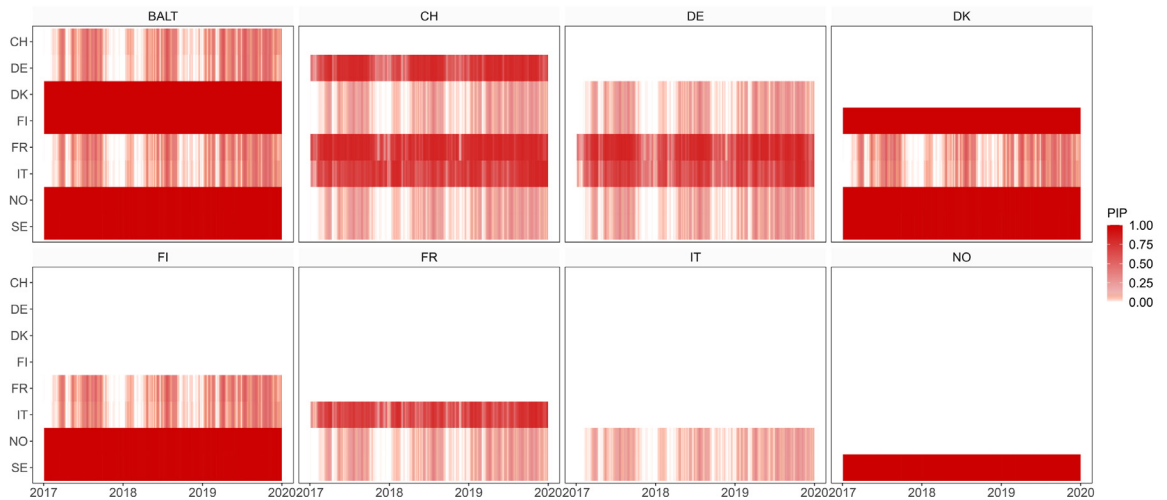 BALT CH DE DK
CH
DE
DK
FI
FR
IT
NO
SE
PIP
1.00
0.75
0.50
0.25
0.00
FI FR IT NO
CH
DE
DK
FI
FR
IT
NO
SE
2017 2018 2019 2020 2017 2018 2019 2020 2017 2018 2019 2020 2017 2018 2019 2020